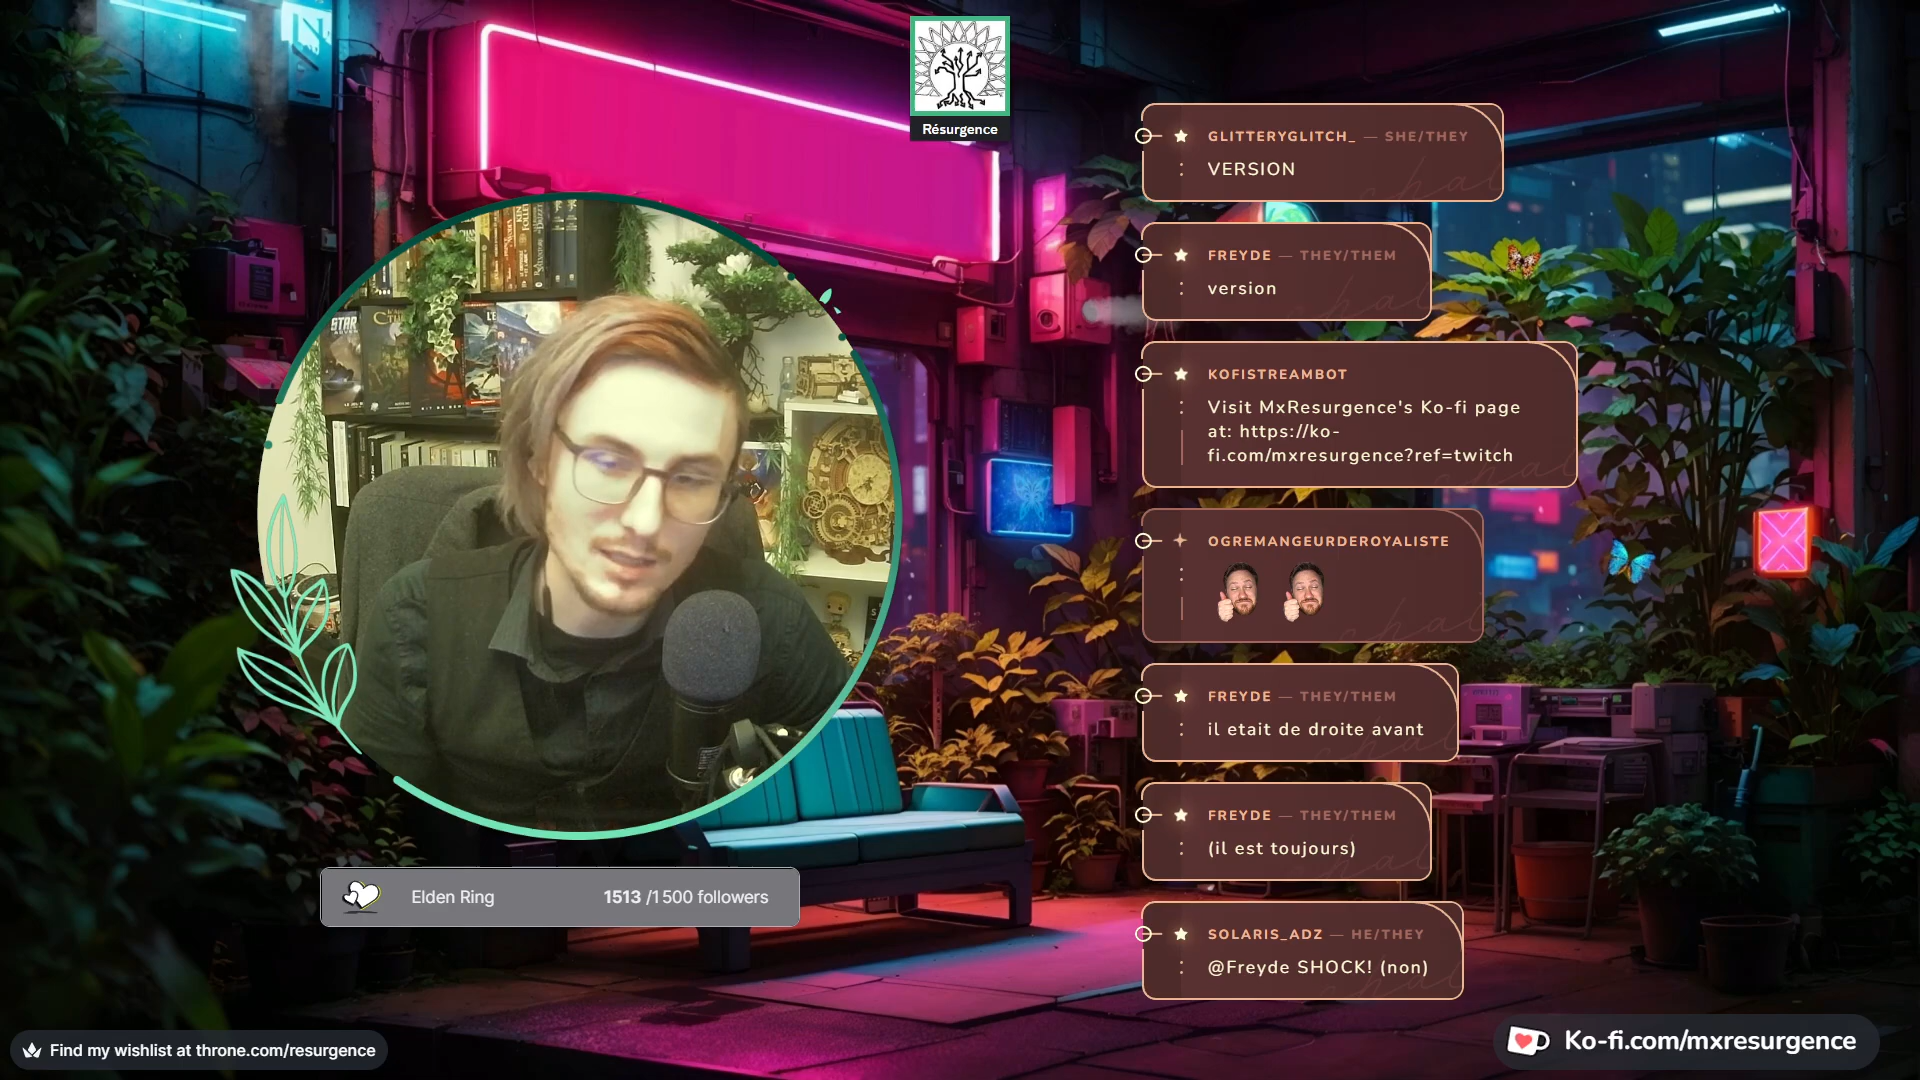 Résurgence
GLITTERYGLITCH_ — SHE/THEY
VERSION
FREYDE — THEY/THEM
version
KOFISTREAMBOT
Visit MxResurgence's Ko-fi page
at: https://ko-
fi.com/mxresurgence?ref=twitch
OGREMANGEURDEROYALISTE
FREYDE — THEY/THEM
il etait de droite avant
FREYDE — THEY/THEM
(il est toujours)
SOLARIS_ADZ — HE/THEY
@Freyde SHOCK! (non)
STAR
Elden Ring 1513 /1 500 followers
Find my wishlist at throne.com/resurgence
Ko-fi.com/mxresurgence